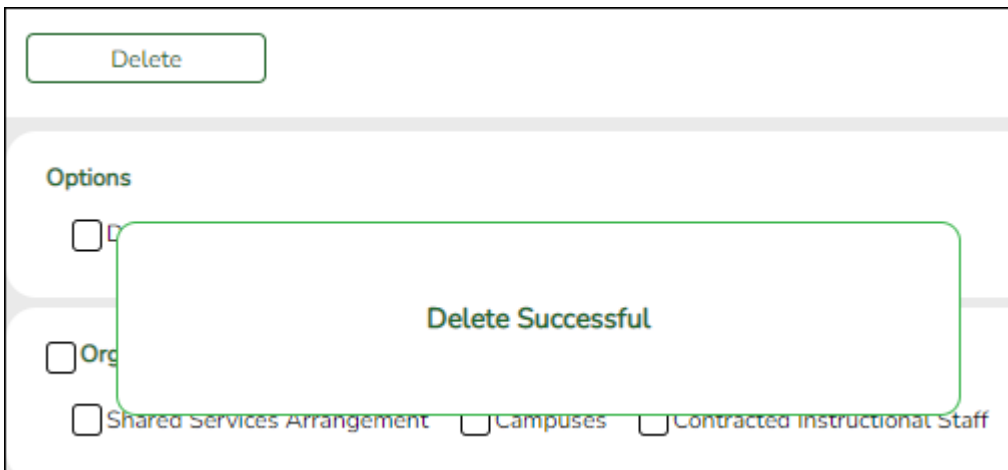 Delete
Options
Delete Successful
Shared Services Arrangement Campuses Contracted Instructional Staff